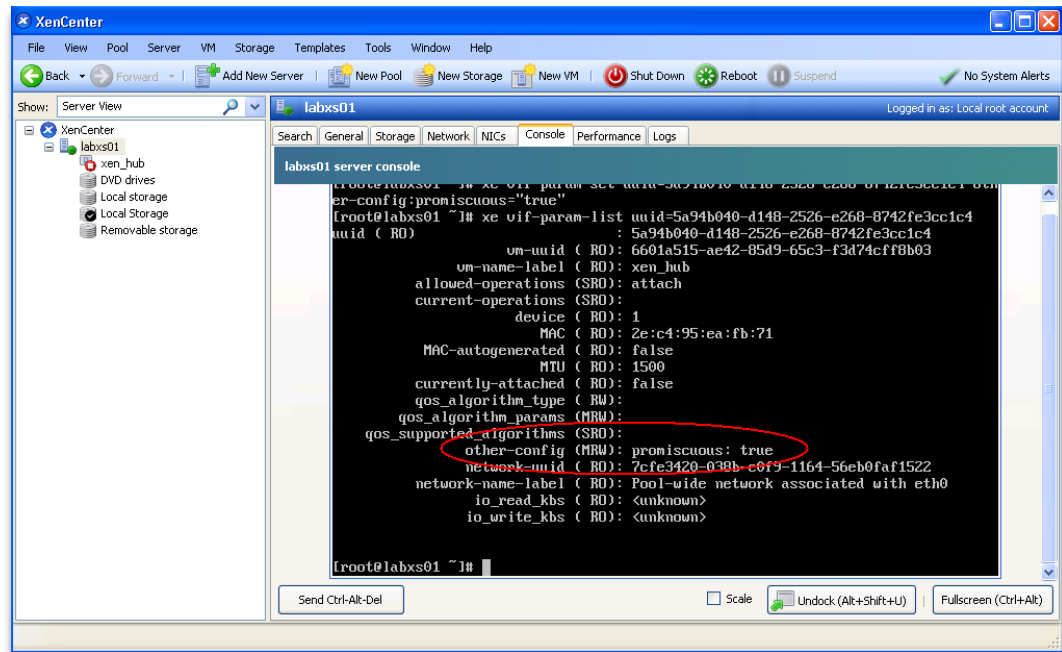 XenCenter
File View Pool Server VM Storage Templates Tools Window Help
Back Forward Add New Server New Pool New Storage New VM Shut Down Reboot Suspend No System Alerts
Show: Server View
labxs01 Logged in as: Local root account
XenCenter
labxs01
xen_hub
DVD drives
Local storage
Local Storage
Removable storage
Search General Storage Network NICs Console Performance Logs
labxs01 server console
er-config:promiscuous="true"
[root@labxs01 ~]# xe vif-param-list uuid=5a94b040-d148-2526-e268-8742fe3cc1c4
uuid ( RO) : 5a94b040-d148-2526-e268-8742fe3cc1c4
vm-uuid ( RO): 6601a515-ae42-85d9-65c3-f3d74cff8b03
vm-name-label ( RO): xen_hub
allowed-operations (SRO): attach
current-operations (SRO):
device ( RO): 1
MAC ( RO): 2e:c4:95:ea:fb:71
MAC-autogenerated ( RO): false
MTU ( RO): 1500
currently-attached ( RO): false
qos_algorithm_type ( RW):
qos_algorithm_params (MRW):
qos_supported_algorithms (SRO):
other-config (MRW): promiscuous: true
network-uuid ( RO): 7cfe3420-038b-c0f9-1164-56eb0faf1522
network-name-label ( RO): Pool-wide network associated with eth0
io_read_kbs ( RO): <unknown>
io_write_kbs ( RO): <unknown>
[root@labxs01 ~]#
Send Ctrl-Alt-Del Scale Undock (Alt+Shift+U) Fullscreen (Ctrl+Alt)